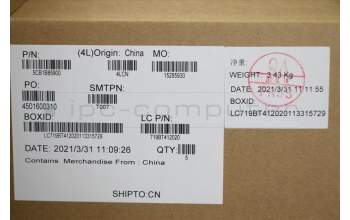 P/N: (4L)Origin: China MO:
5CB1B85900 4LCN 15285930
PO: SMTPN:
4501600310 7007
BOXID: LC P/N:
LC719BT412020113315729 719BT412020
DATE: 2021/3/31 11:09:26 QTY:
5
Contains Merchandise From : China
SHIPTO:CN
净重:
WEIGHT: 3.43 Kg
DATE: 2021/3/31 11:11:55
BOXID
LC719BT412020113315729